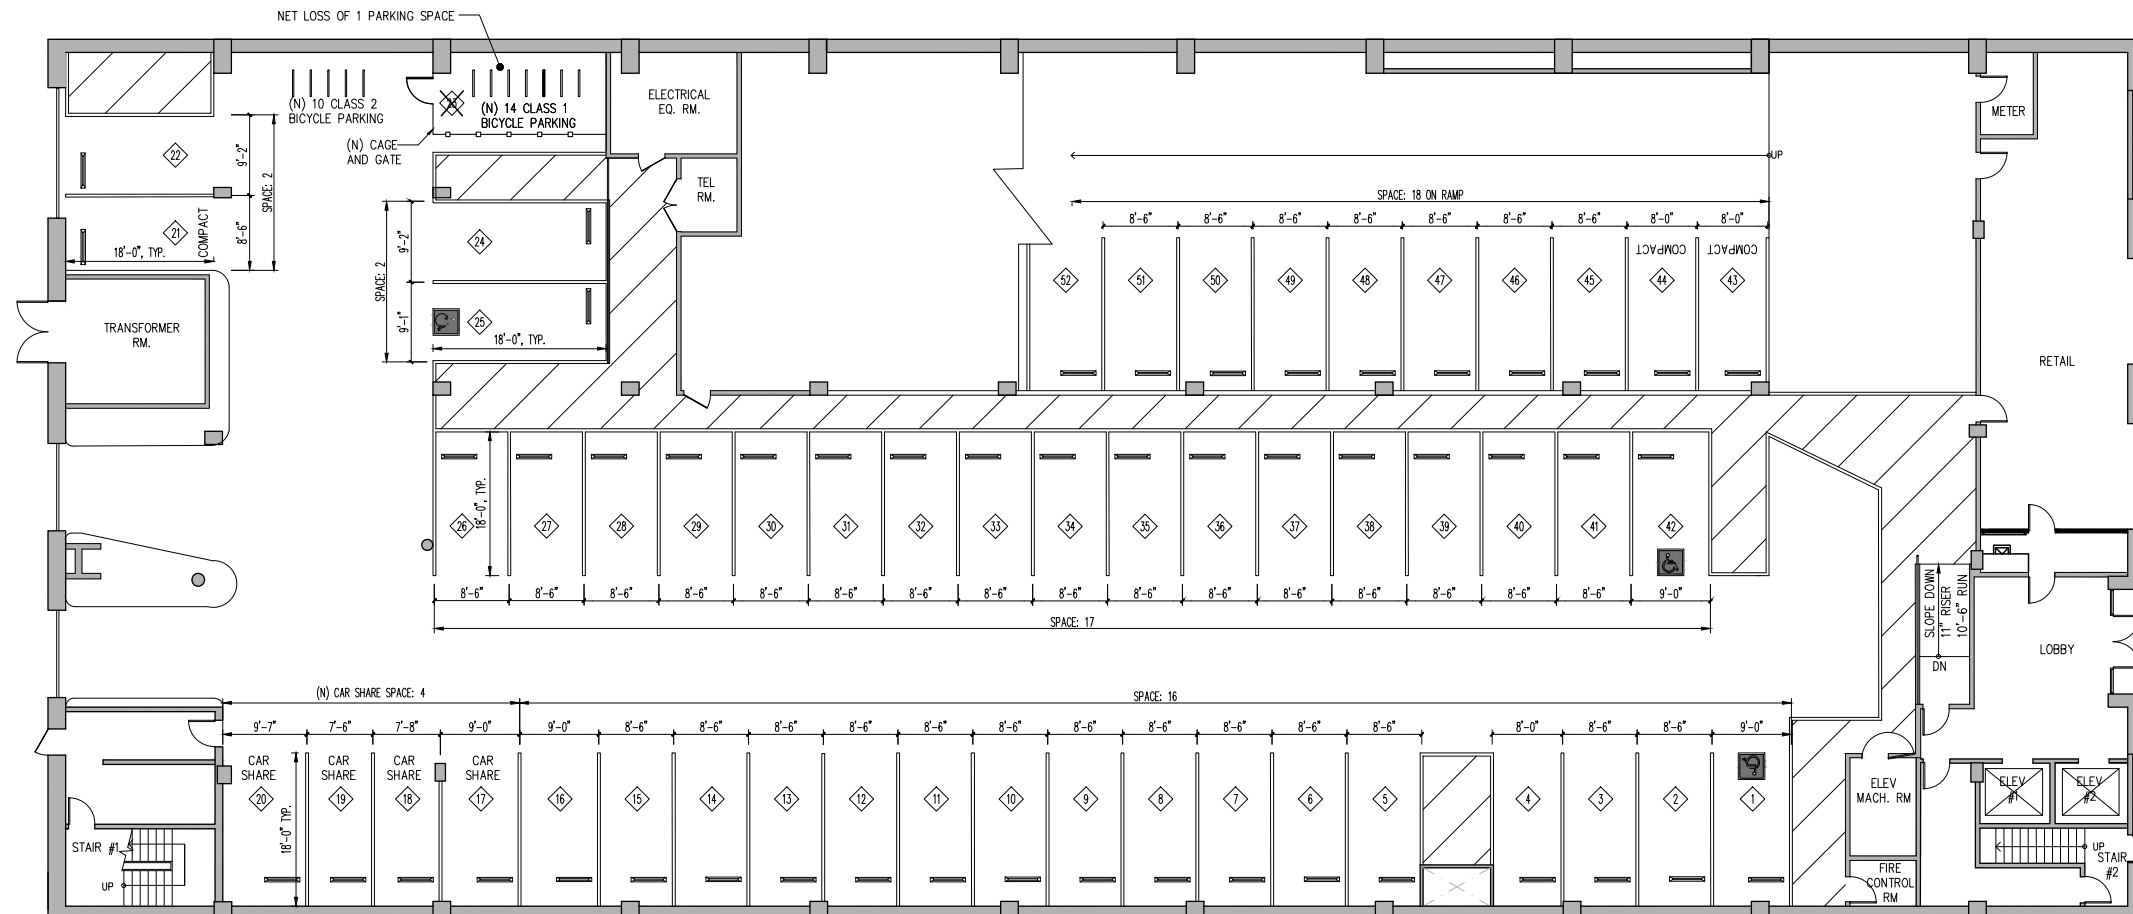 NET LOSS OF 1 PARKING SPACE
(N) 10 CLASS 2
BICYCLE PARKING
23
(N) 14 CLASS 1
BICYCLE PARKING
(N) CAGE
AND GATE
ELECTRICAL
EQ. RM.
TEL
RM.
METER
UP
22
9'-2"
SPACE: 2
21
COMPACT
8'-6"
18'-0", TYP.
24
9'-2"
SPACE: 2
25
9'-1"
18'-0", TYP.
TRANSFORMER
RM.
SPACE: 18 ON RAMP
8'-6" 8'-6" 8'-6" 8'-6" 8'-6" 8'-6" 8'-6" 8'-0" 8'-0"
COMPACT COMPACT
52 51 50 49 48 47 46 45 44 43
RETAIL
18'-0", TYP.
26 27 28 29 30 31 32 33 34 35 36 37 38 39 40 41 42
8'-6" 8'-6" 8'-6" 8'-6" 8'-6" 8'-6" 8'-6" 8'-6" 8'-6" 8'-6" 8'-6" 8'-6" 8'-6" 8'-6" 8'-6" 8'-6" 9'-0"
SPACE: 17
SLOPE DOWN
11" RISER
10'-6" RUN
DN
LOBBY
(N) CAR SHARE SPACE: 4
SPACE: 16
9'-7" 7'-6" 7'-8" 9'-0" 9'-0" 8'-6" 8'-6" 8'-6" 8'-6" 8'-6" 8'-6" 8'-6" 8'-6" 8'-6" 8'-6" 8'-6" 8'-0" 8'-6" 8'-6" 9'-0"
CAR
SHARE
CAR
SHARE
CAR
SHARE
CAR
SHARE
20 19 18 17 16 15 14 13 12 11 10 9 8 7 6 5 4 3 2 1
18'-0" TYP.
ELEV
MACH. RM
ELEV
#1
ELEV
#2
STAIR #1
UP
UP
STAIR
#2
FIRE
CONTROL
RM